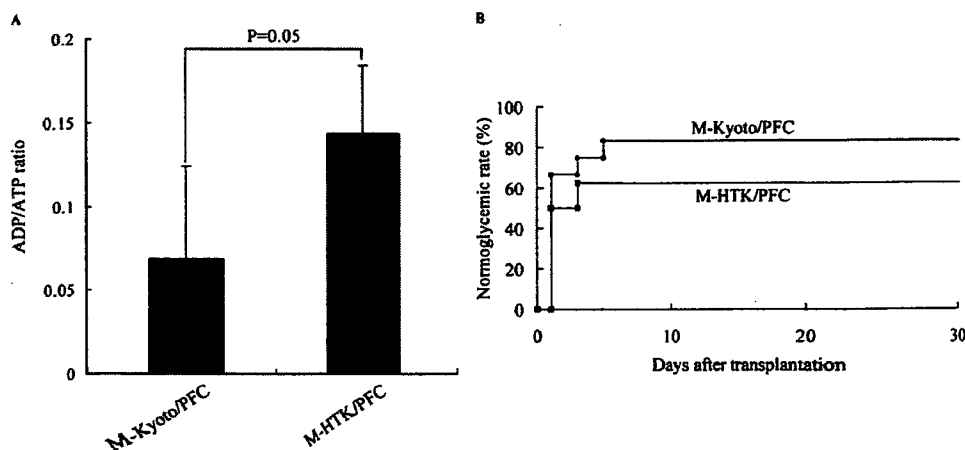 A
ADP/ATP ratio
0.2
0.15
0.1
0.05
0
P=0.05
M-Kyoto/PFC
M-HTK/PFC
B
Normoglycemic rate (%)
100
80
60
40
20
0
M-Kyoto/PFC
M-HTK/PFC
0 10 20 30
Days after transplantation